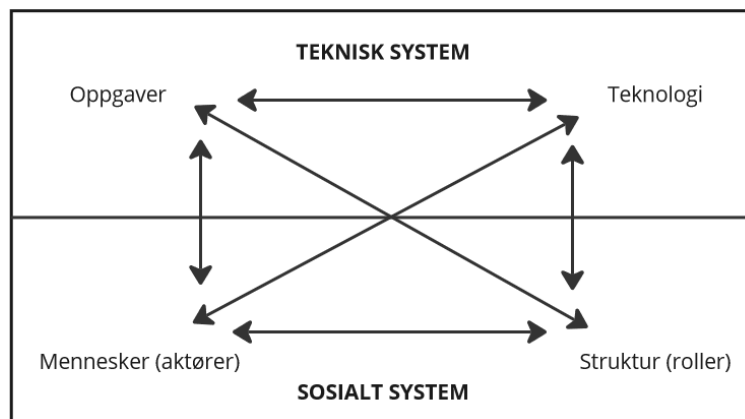 TEKNISK SYSTEM
Oppgaver
Teknologi
Mennesker (aktører)
Struktur (roller)
SOSIALT SYSTEM